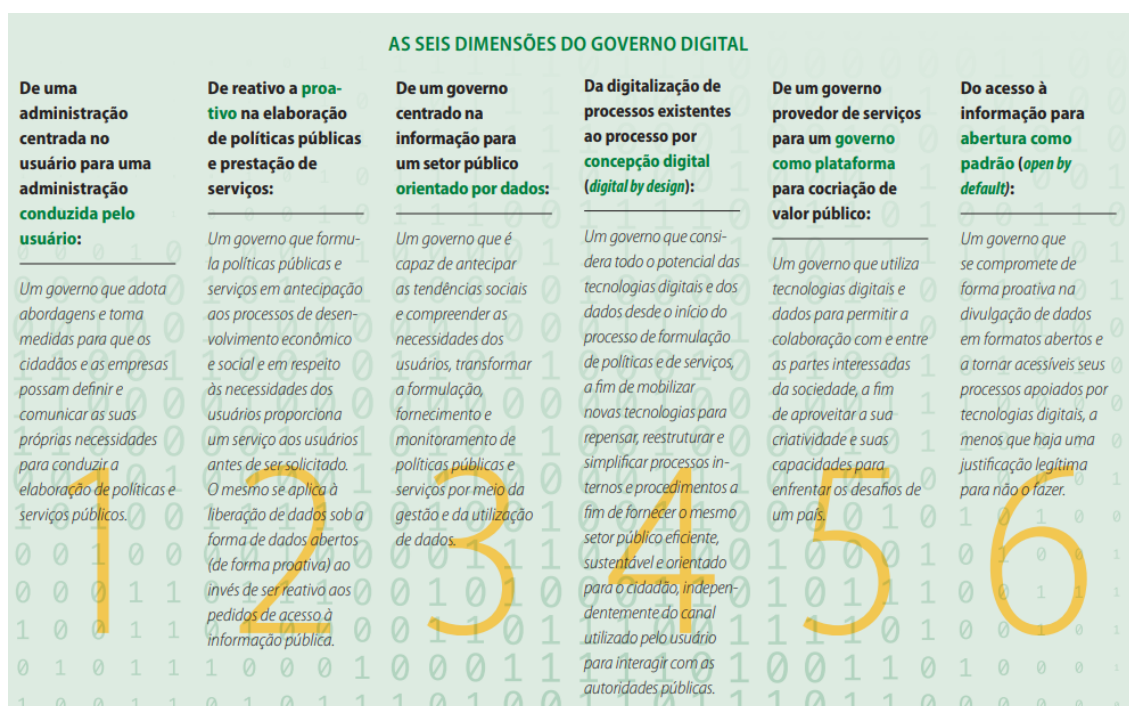 AS SEIS DIMENSÕES DO GOVERNO DIGITAL
De uma
administração
centrada no
usuário para uma
administração
conduzida pelo
usuário:
Um governo que adota
abordagens e toma
medidas para que os
cidadãos e as empresas
possam definir e
comunicar as suas
próprias necessidades
para conduzir a
elaboração de políticas e
serviços públicos.
1
De reativo a proa-
tivo na elaboração
de políticas públicas
e prestação de
serviços:
Um governo que formu-
la políticas públicas e
serviços em antecipação
aos processos de desen-
volvimento econômico
e social e em respeito
às necessidades dos
usuários proporciona
um serviço aos usuários
antes de ser solicitado.
O mesmo se aplica à
liberação de dados sob a
forma de dados abertos
(de forma proativa) ao
invés de ser reativo aos
pedidos de acesso à
informação pública.
2
De um governo
centrado na
informação para
um setor público
orientado por dados:
Um governo que é
capaz de antecipar
as tendências sociais
e compreender as
necessidades dos
usuários, transformar
a formulação,
fornecimento e
monitoramento de
políticas públicas e
serviços por meio da
gestão e da utilização
de dados.
3
Da digitalização de
processos existentes
ao processo por
concepção digital
(digital by design):
Um governo que consi-
dera todo o potencial das
tecnologias digitais e dos
dados desde o início do
processo de formulação
de políticas e de serviços,
a fim de mobilizar
novas tecnologias para
repensar, reestruturar e
simplificar processos in-
ternos e procedimentos a
fim de fornecer o mesmo
setor público eficiente,
sustentável e orientado
para o cidadão, indepen-
dentemente do canal
utilizado pelo usuário
para interagir com as
autoridades públicas.
4
De um governo
provedor de serviços
para um governo
como plataforma
para cocriação de
valor público:
Um governo que utiliza
tecnologias digitais e
dados para permitir a
colaboração com e entre
as partes interessadas
da sociedade, a fim
de aproveitar a sua
criatividade e suas
capacidades para
enfrentar os desafios de
um país.
5
Do acesso à
informação para
abertura como
padrão (open by
default):
Um governo que
se compromete de
forma proativa na
divulgação de dados
em formatos abertos e
a tornar acessíveis seus
processos apoiados por
tecnologias digitais, a
menos que haja uma
justificação legítima
para não o fazer.
6